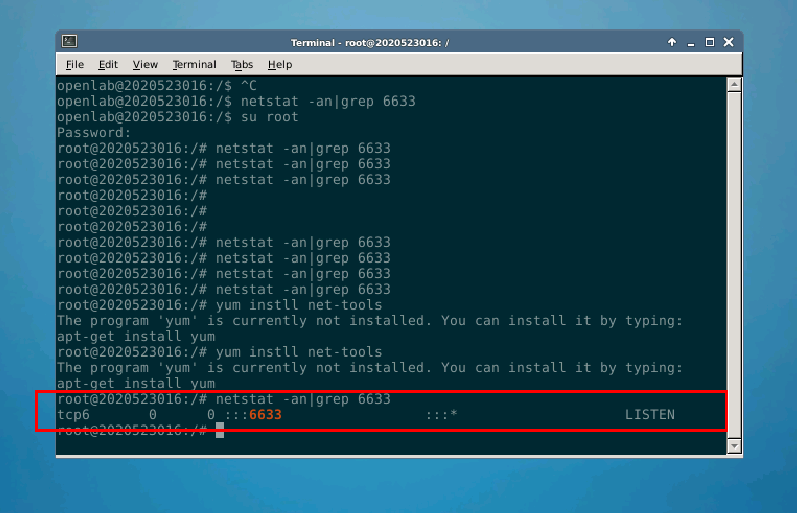 Terminal - root@2020523016: /
File Edit View Terminal Tabs Help
openlab@2020523016:/$ ^C
openlab@2020523016:/$ netstat -an|grep 6633
openlab@2020523016:/$ su root
Password:
root@2020523016:/# netstat -an|grep 6633
root@2020523016:/# netstat -an|grep 6633
root@2020523016:/# netstat -an|grep 6633
root@2020523016:/#
root@2020523016:/#
root@2020523016:/#
root@2020523016:/# netstat -an|grep 6633
root@2020523016:/# netstat -an|grep 6633
root@2020523016:/# netstat -an|grep 6633
root@2020523016:/# netstat -an|grep 6633
root@2020523016:/# yum instll net-tools
The program 'yum' is currently not installed. You can install it by typing:
apt-get install yum
root@2020523016:/# yum instll net-tools
The program 'yum' is currently not installed. You can install it by typing:
apt-get install yum
root@2020523016:/# netstat -an|grep 6633
tcp6 0 0 :::6633 :::* LISTEN
root@2020523016:/#